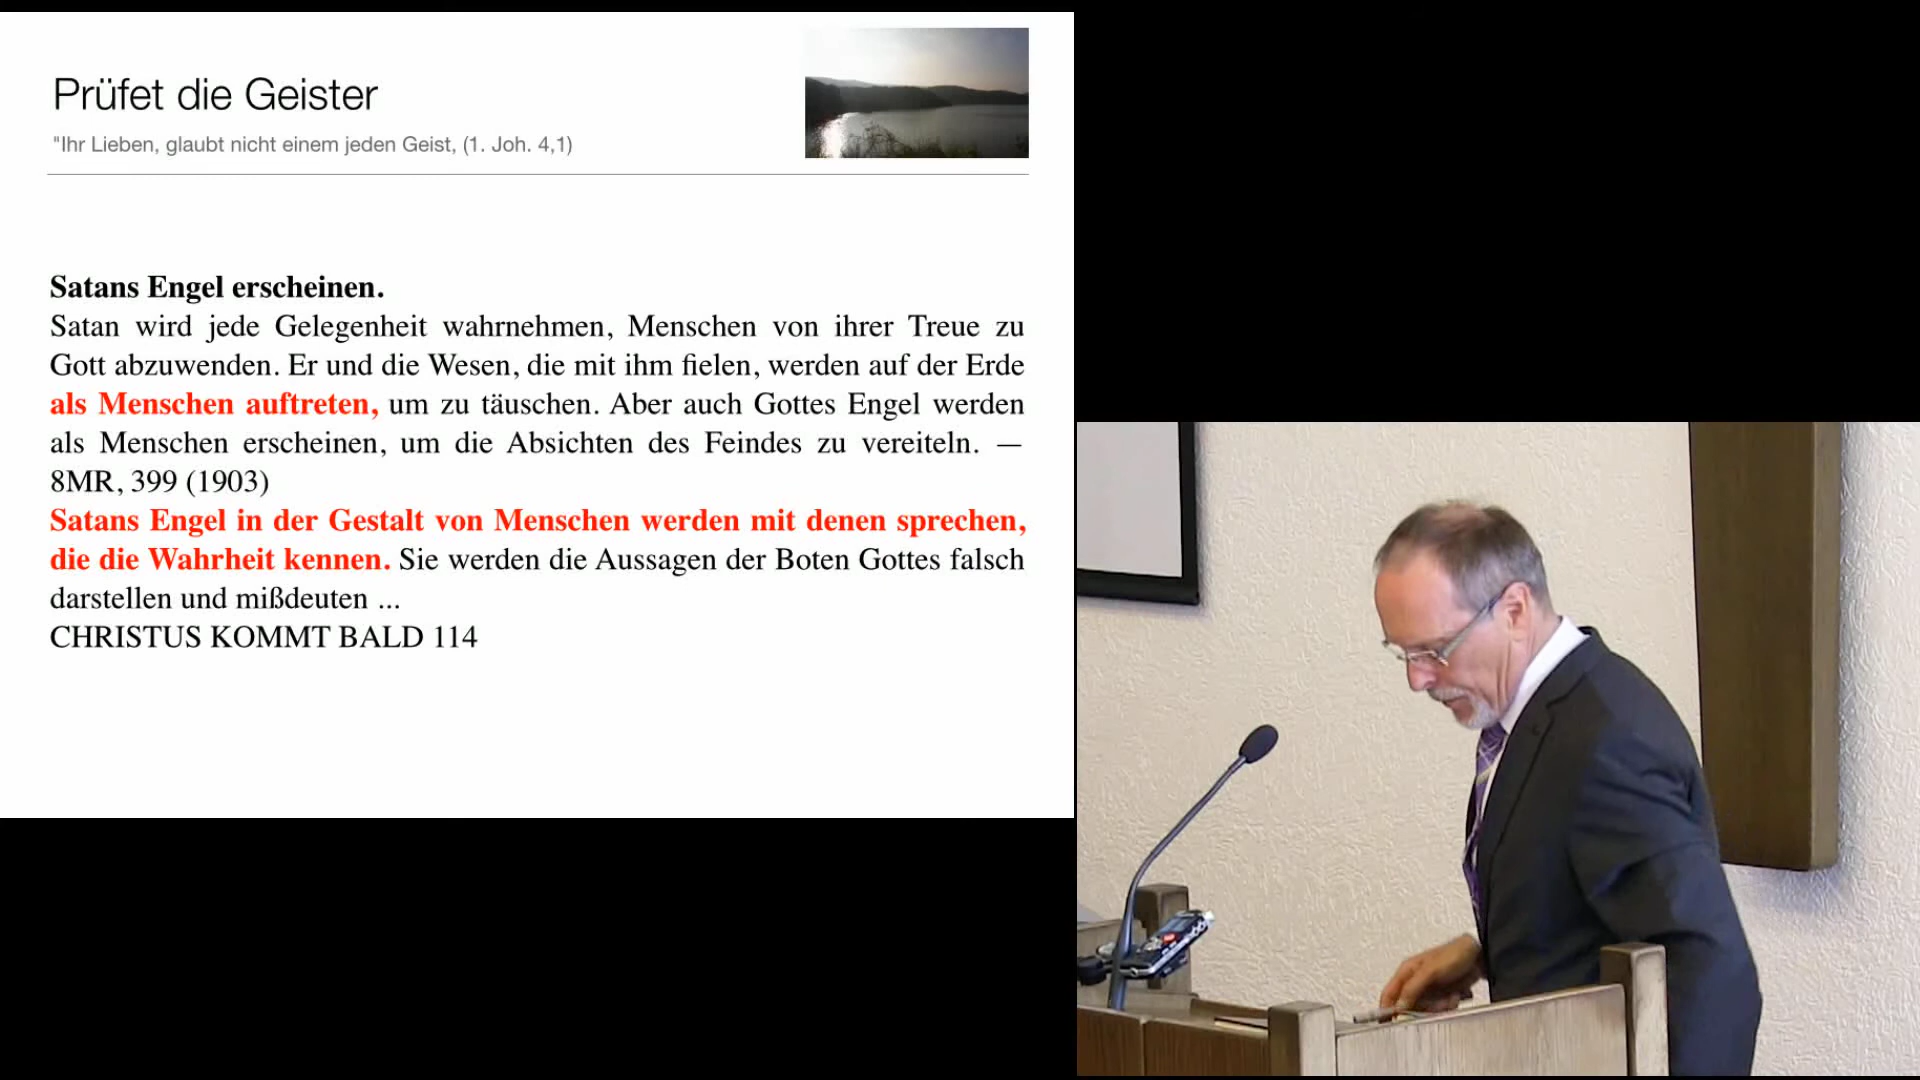 Prüfet die Geister
"Ihr Lieben, glaubt nicht einem jeden Geist, (1. Joh. 4,1)
Satans Engel erscheinen.
Satan wird jede Gelegenheit wahrnehmen, Menschen von ihrer Treue zu
Gott abzuwenden. Er und die Wesen, die mit ihm fielen, werden auf der Erde
als Menschen auftreten, um zu täuschen. Aber auch Gottes Engel werden
als Menschen erscheinen, um die Absichten des Feindes zu vereiteln. —
8MR, 399 (1903)
Satans Engel in der Gestalt von Menschen werden mit denen sprechen,
die die Wahrheit kennen. Sie werden die Aussagen der Boten Gottes falsch
darstellen und mißdeuten ...
CHRISTUS KOMMT BALD 114